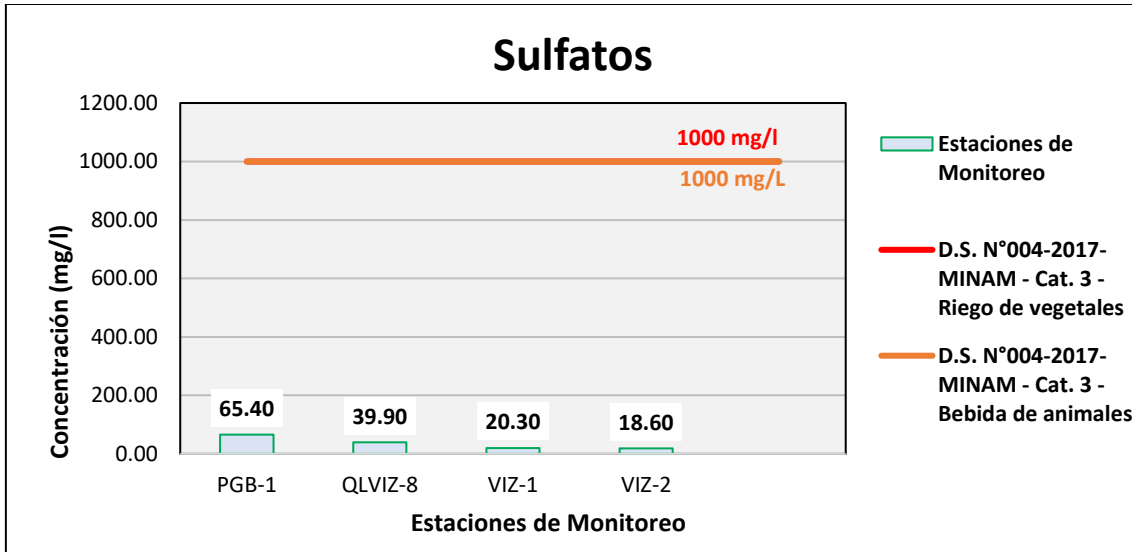 Sulfatos
1200.00
1000.00
800.00
600.00
400.00
200.00
0.00
Concentración (mg/l)
1000 mg/l
1000 mg/L
65.40
39.90
20.30
18.60
PGB-1
QLVIZ-8
VIZ-1
VIZ-2
Estaciones de Monitoreo
Estaciones de
Monitoreo
D.S. N°004-2017-
MINAM - Cat. 3 -
Riego de vegetales
D.S. N°004-2017-
MINAM - Cat. 3 -
Bebida de animales